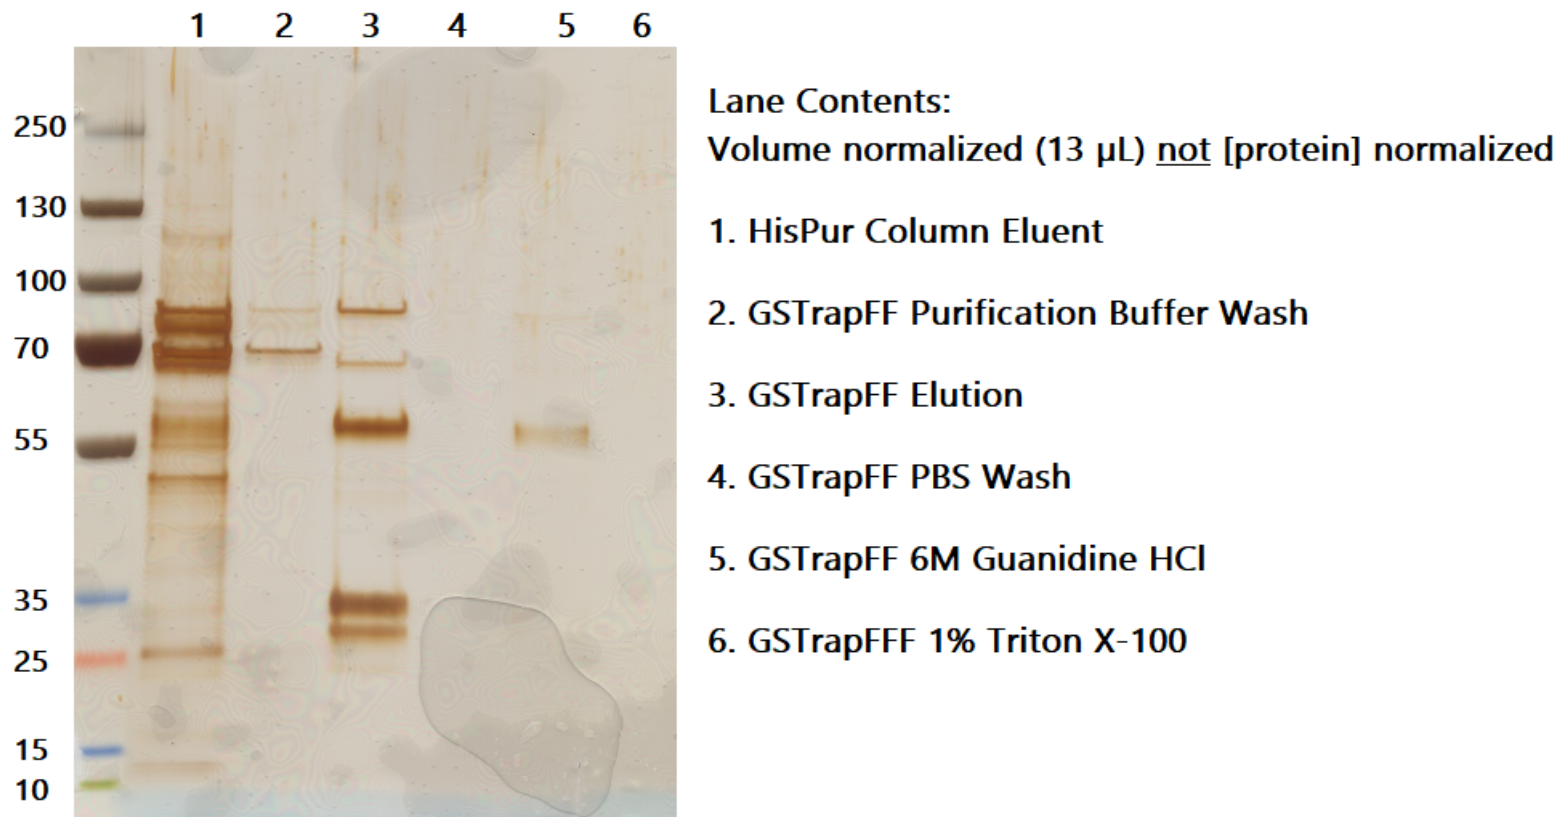 1 2 3 4 5 6
250
130
100
70
55
35
25
15
10
Lane Contents:
Volume normalized (13 µL) not [protein] normalized
1. HisPur Column Eluent
2. GSTrapFF Purification Buffer Wash
3. GSTrapFF Elution
4. GSTrapFF PBS Wash
5. GSTrapFF 6M Guanidine HCl
6. GSTrapFFF 1% Triton X-100